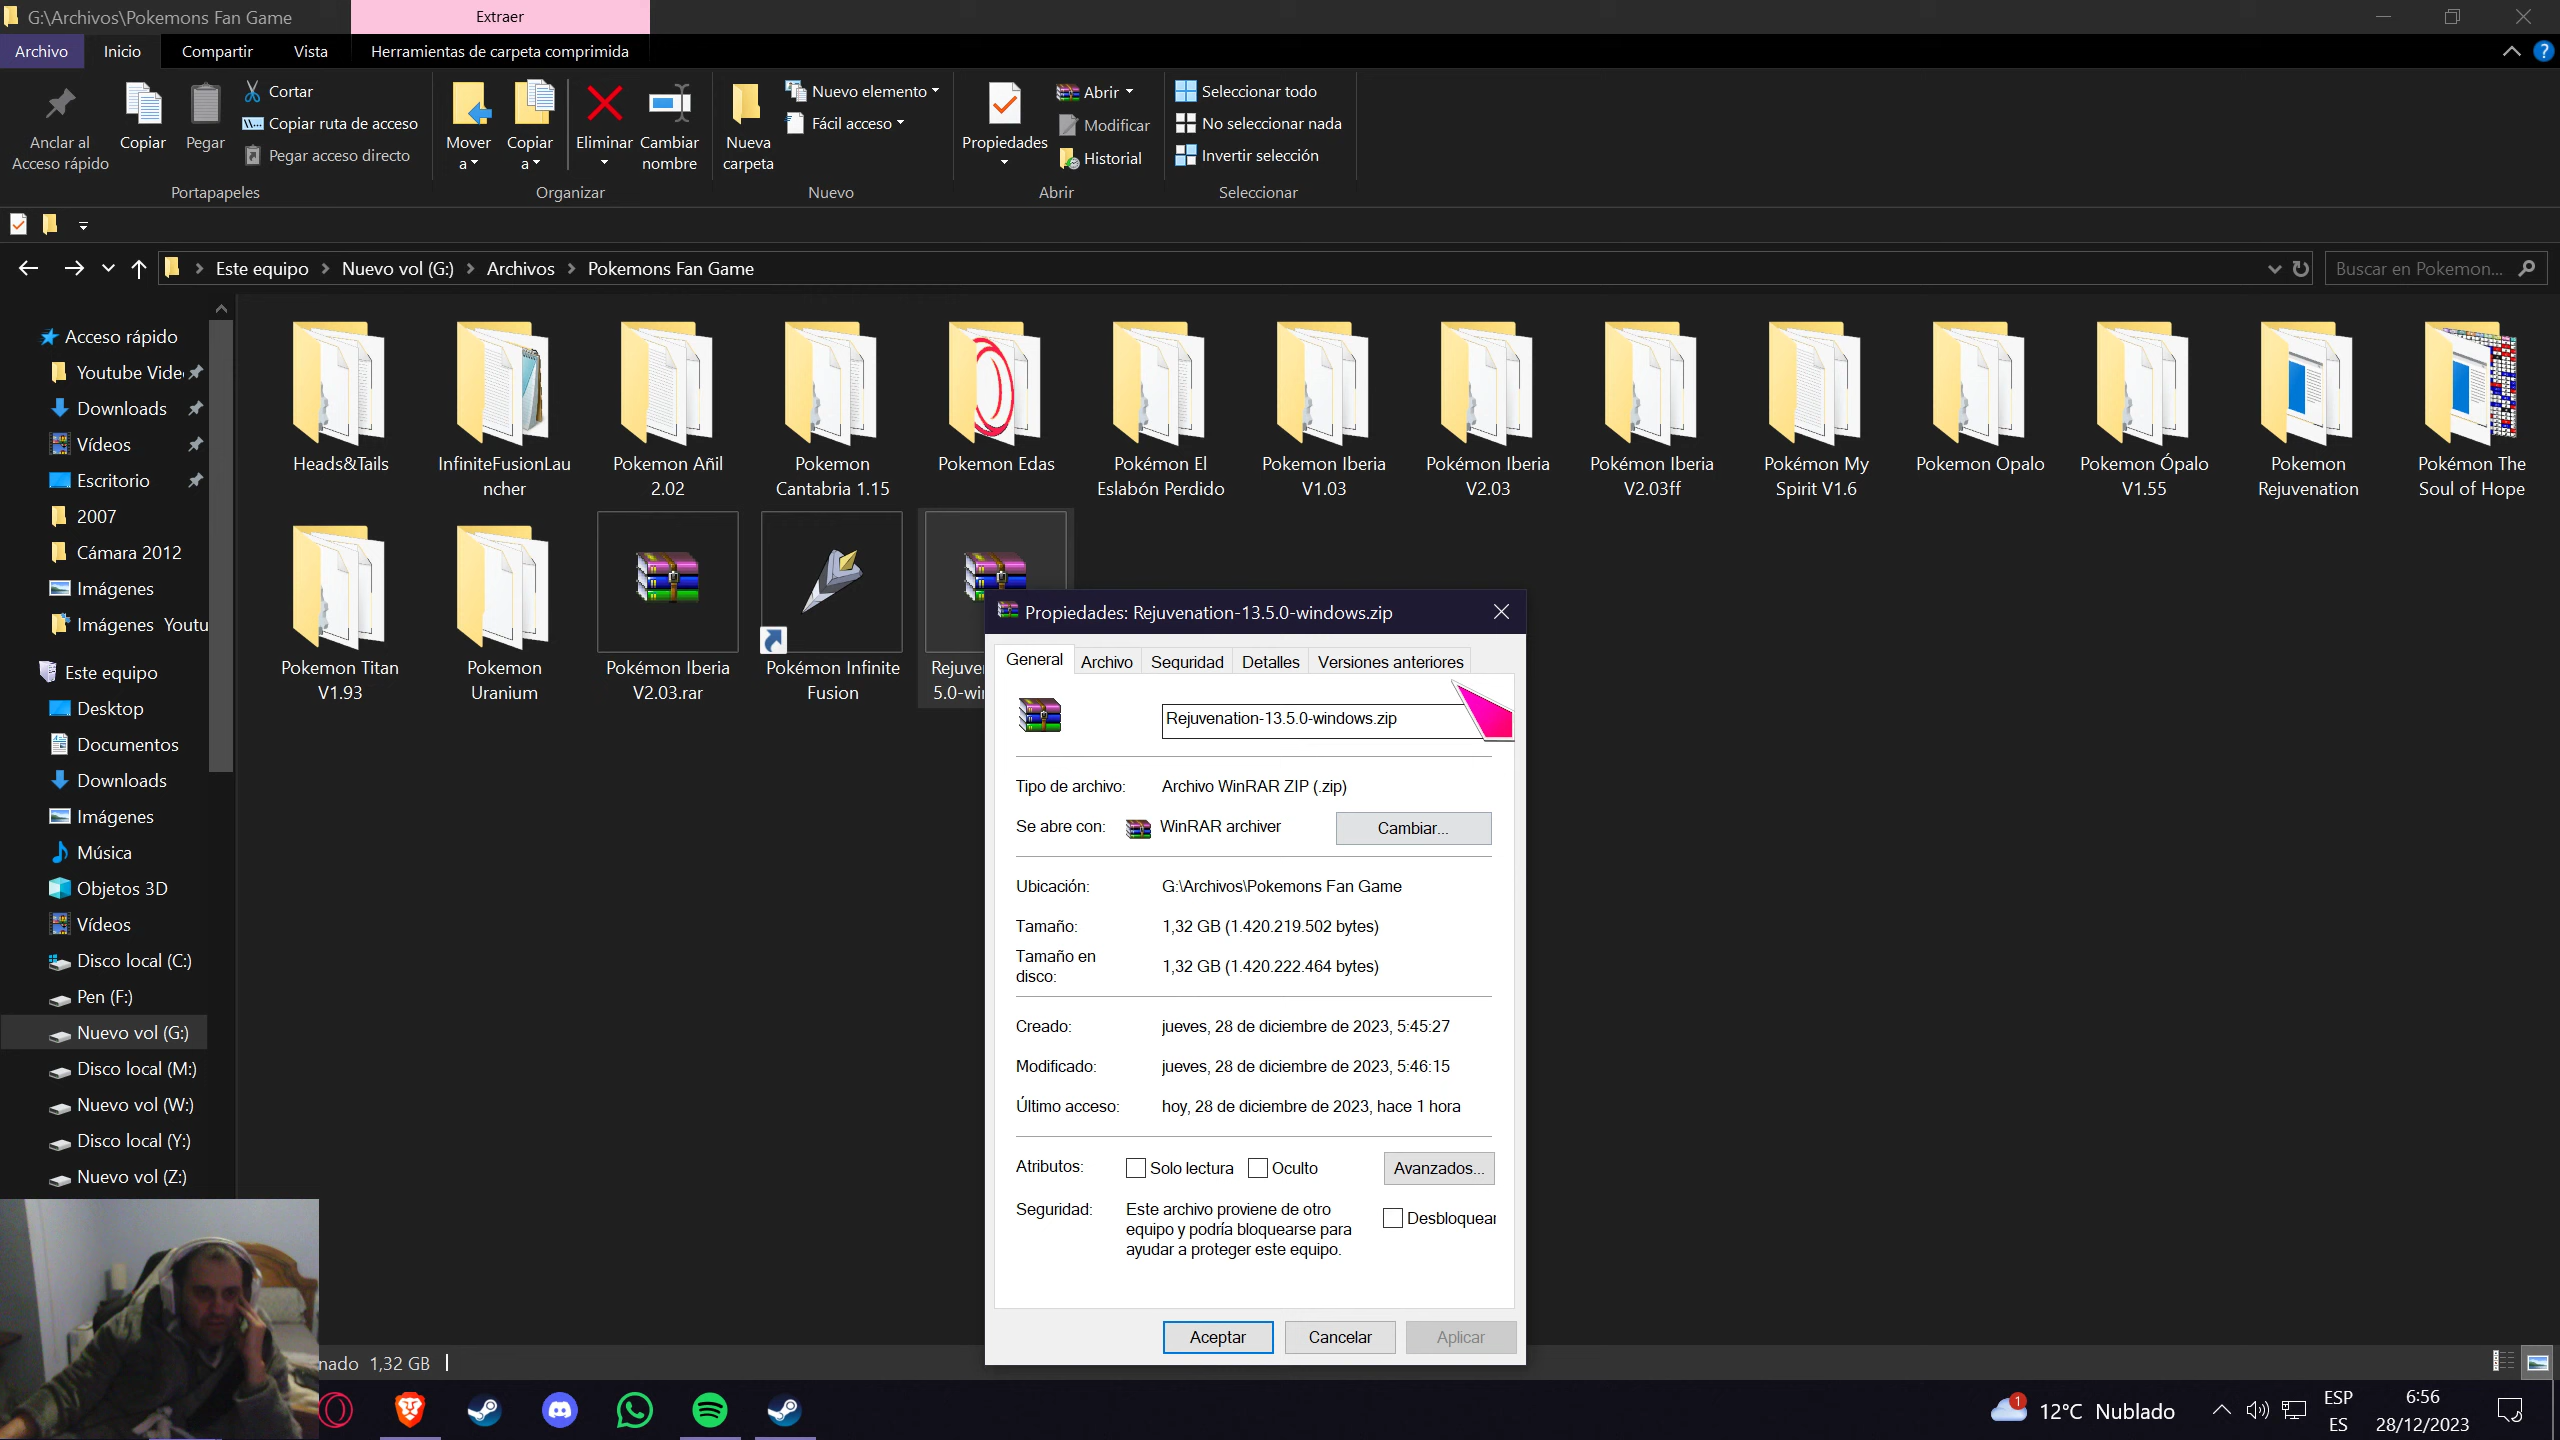 G:\Archivos\Pokemons Fan Game
Extraer
Archivo
Inicio
Compartir
Vista
Herramientas de carpeta comprimida
Anclar al
Acceso rápido
Copiar
Pegar
Cortar
Copiar ruta de acceso
Pegar acceso directo
Portapapeles
Mover
a
Copiar
a
Eliminar
Cambiar
nombre
Organizar
Nueva
carpeta
Nuevo elemento
Fácil acceso
Nuevo
Propiedades
Abrir
Modificar
Historial
Abrir
Seleccionar todo
No seleccionar nada
Invertir selección
Seleccionar
Este equipo > Nuevo vol (G:) > Archivos > Pokemons Fan Game
Buscar en Pokemon...
Acceso rápido
Youtube Vide
Downloads
Vídeos
Escritorio
2007
Cámara 2012
Imágenes
Imágenes Youtu
Este equipo
Desktop
Documentos
Downloads
Imágenes
Música
Objetos 3D
Vídeos
Disco local (C:)
Pen (F:)
Nuevo vol (G:)
Disco local (M:)
Nuevo vol (W:)
Disco local (Y:)
Nuevo vol (Z:)
Heads&Tails
InfiniteFusionLau
ncher
Pokemon Añil
2.02
Pokemon
Cantabria 1.15
Pokemon Edas
Pokémon El
Eslabón Perdido
Pokemon Iberia
V1.03
Pokémon Iberia
V2.03
Pokémon Iberia
V2.03ff
Pokémon My
Spirit V1.6
Pokemon Opalo
Pokemon Ópalo
V1.55
Pokemon
Rejuvenation
Pokémon The
Soul of Hope
Pokemon Titan
V1.93
Pokemon
Uranium
Pokémon Iberia
V2.03.rar
Pokémon Infinite
Fusion
Rejuve
5.0-wi
Propiedades: Rejuvenation-13.5.0-windows.zip
General
Archivo
Seguridad
Detalles
Versiones anteriores
Rejuvenation-13.5.0-windows.zip
Tipo de archivo: Archivo WinRAR ZIP (.zip)
Se abre con: WinRAR archiver
Cambiar...
Ubicación: G:\Archivos\Pokemons Fan Game
Tamaño: 1,32 GB (1.420.219.502 bytes)
Tamaño en
disco:
1,32 GB (1.420.222.464 bytes)
Creado: jueves, 28 de diciembre de 2023, 5:45:27
Modificado: jueves, 28 de diciembre de 2023, 5:46:15
Último acceso: hoy, 28 de diciembre de 2023, hace 1 hora
Atributos: Solo lectura Oculto
Avanzados...
Seguridad:
Este archivo proviene de otro
equipo y podría bloquearse para
ayudar a proteger este equipo.
Desbloquear
Aceptar
Cancelar
Aplicar
nado 1,32 GB
1
12°C Nublado
ESP
ES
6:56
28/12/2023